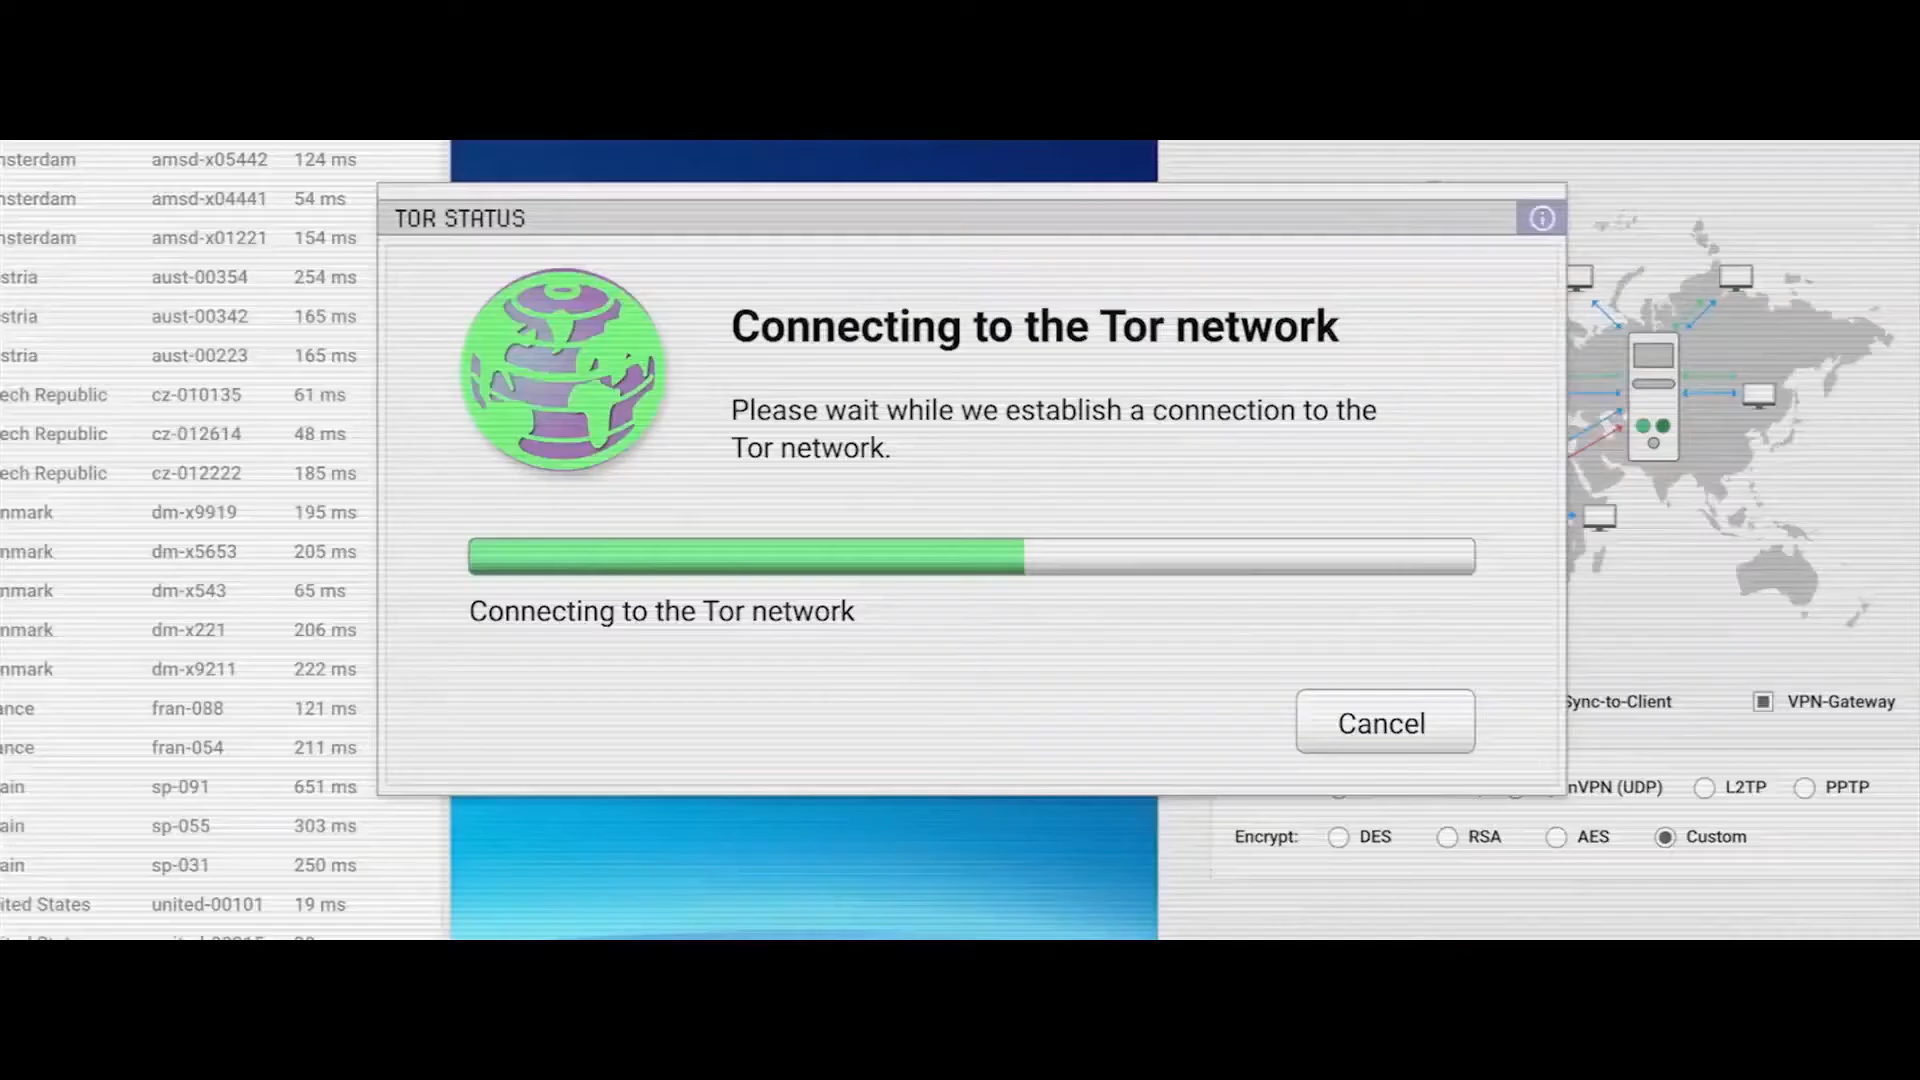 nsterdam amsd-x05442 124 ms
nsterdam amsd-x04441 54 ms
nsterdam amsd-x01221 154 ms
stria aust-00354 254 ms
stria aust-00342 165 ms
stria aust-00223 165 ms
ech Republic cz-010135 61 ms
ech Republic cz-012614 48 ms
ech Republic cz-012222 185 ms
nmark dm-x9919 195 ms
nmark dm-x5653 205 ms
nmark dm-x543 65 ms
nmark dm-x221 206 ms
nmark dm-x9211 222 ms
ance fran-088 121 ms
ance fran-054 211 ms
ain sp-091 651 ms
ain sp-055 303 ms
ain sp-031 250 ms
ited States united-00101 19 ms
TOR STATUS
Connecting to the Tor network
Please wait while we establish a connection to the
Tor network.
Connecting to the Tor network
Cancel
Sync-to-Client VPN-Gateway
nVPN (UDP) L2TP PPTP
Encrypt: DES RSA AES Custom